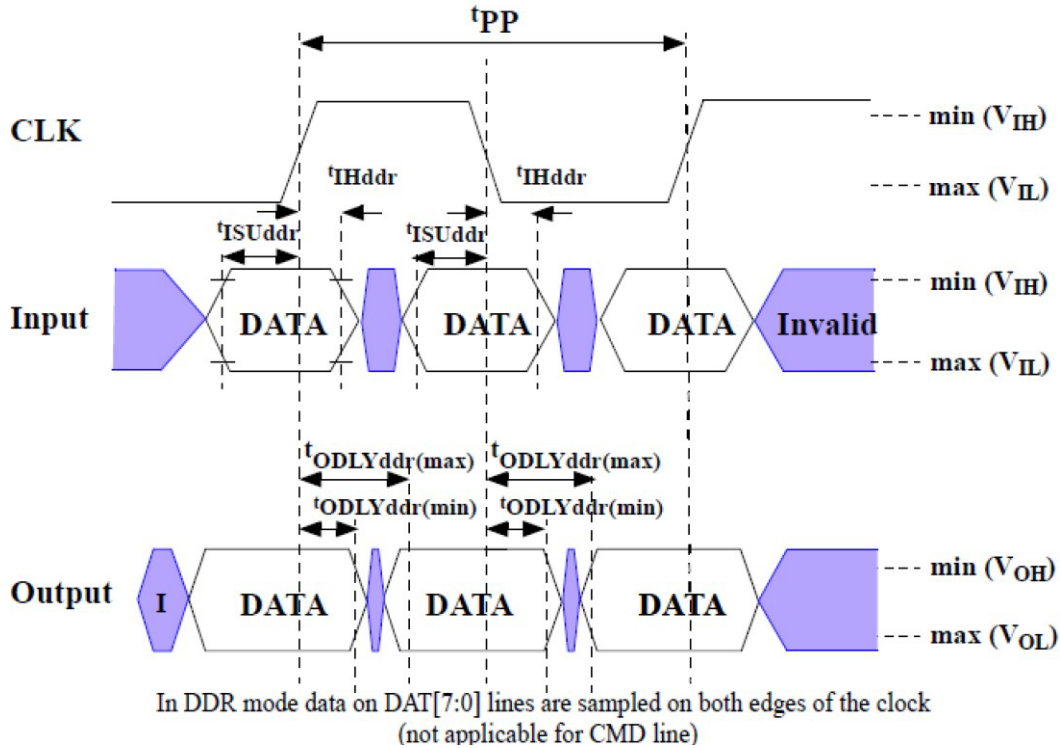 tPP
CLK
min (VIH)
tIHddr
tIHddr
max (VIL)
tISUddr
tISUddr
min (VIH)
Input
DATA
DATA
DATA
Invalid
max (VIL)
tODLYddr(max)
tODLYddr(max)
tODLYddr(min)
tODLYddr(min)
min (VOH)
Output
I
DATA
DATA
DATA
max (VOL)
In DDR mode data on DAT[7:0] lines are sampled on both edges of the clock
(not applicable for CMD line)